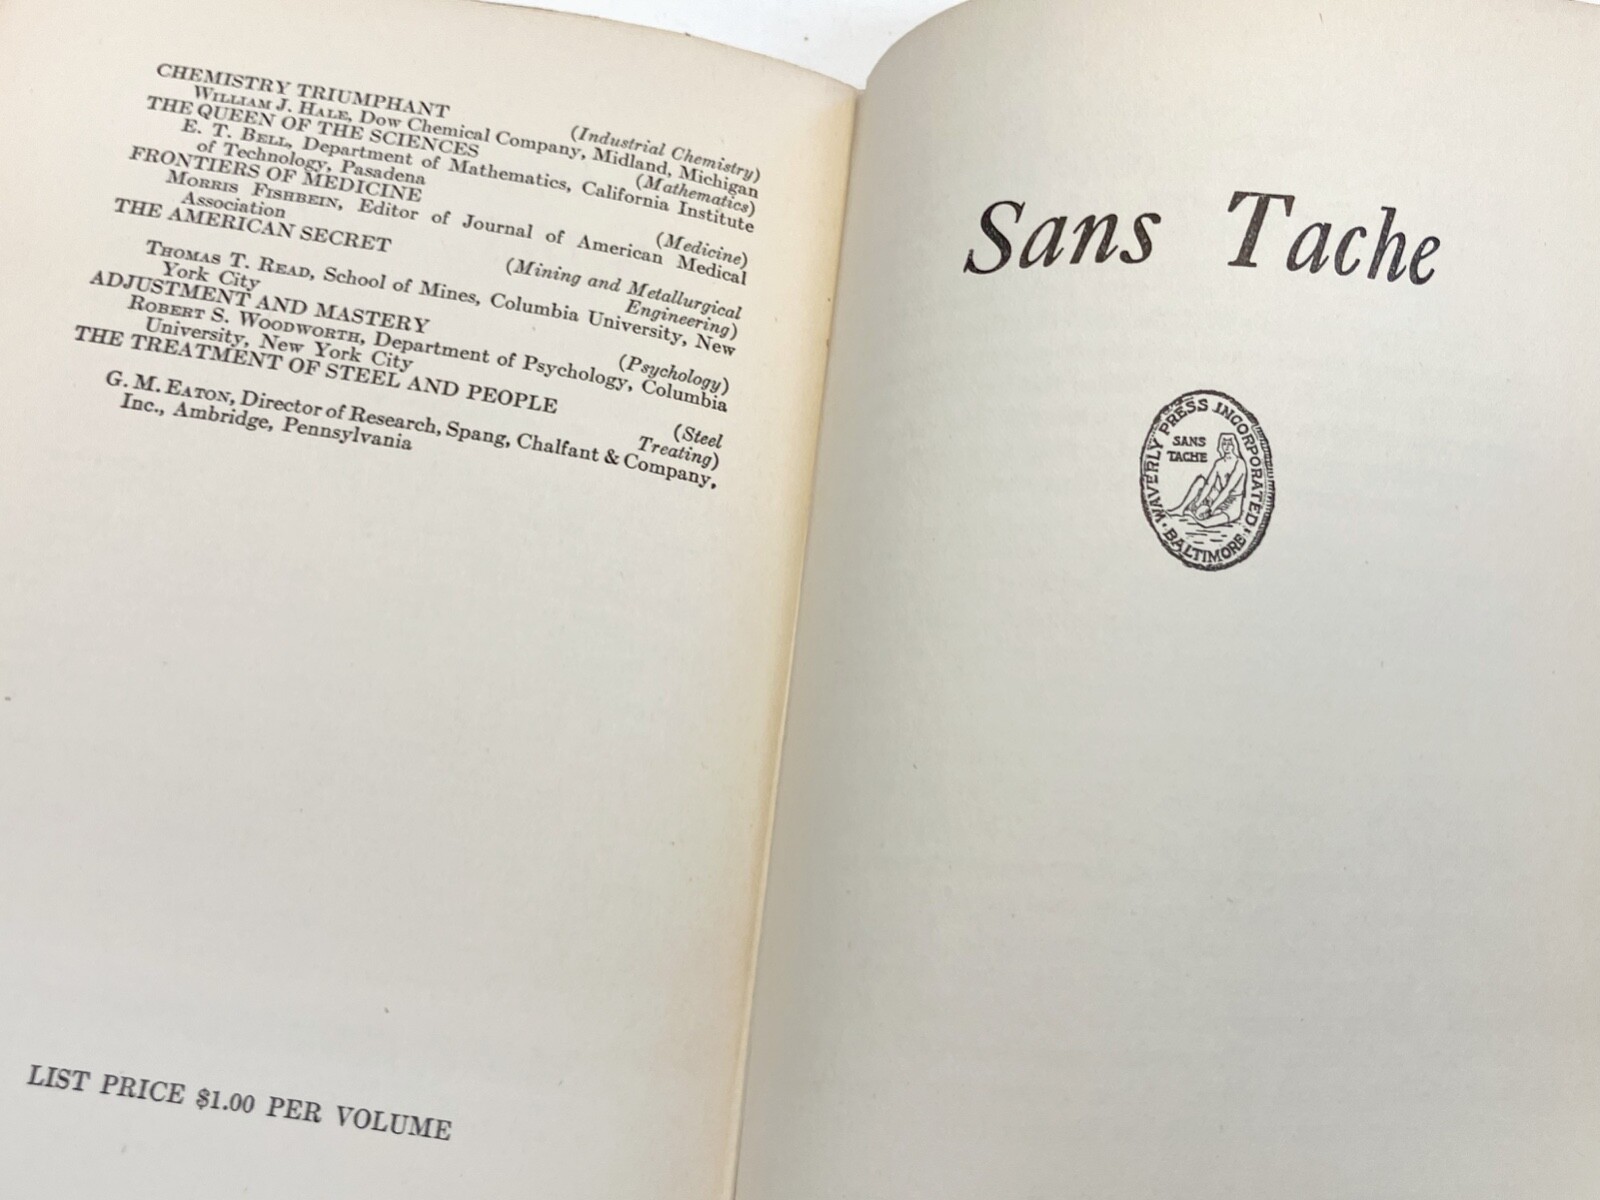 CHEMISTRY TRIUMPHANT
(Industrial Chemistry)
WILLIAM J. HALE, Dow Chemical Company, Midland, Michigan
THE QUEEN OF THE SCIENCES
(Mathematics)
E. T. BELL, Department of Mathematics, California Institute
of Technology, Pasadena
FRONTIERS OF MEDICINE
(Medicine)
MORRIS FISHBEIN, Editor of Journal of American Medical
Association
THE AMERICAN SECRET
(Mining and Metallurgical
Engineering)
THOMAS T. READ, School of Mines, Columbia University, New
York City
ADJUSTMENT AND MASTERY
(Psychology)
ROBERT S. WOODWORTH, Department of Psychology, Columbia
University, New York City
THE TREATMENT OF STEEL AND PEOPLE
(Steel
Treating)
G. M. EATON, Director of Research, Spang, Chalfant & Company,
Inc., Ambridge, Pennsylvania
LIST PRICE $1.00 PER VOLUME
Sans Tache
WAVERLY PRESS INCORPORATED
SANS
TACHE
· BALTIMORE ·